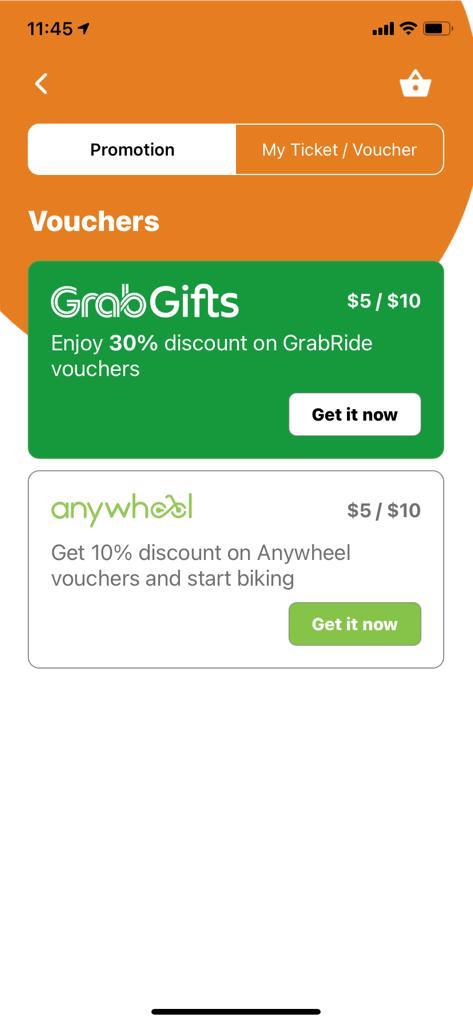 11:45
Promotion
My Ticket / Voucher
Vouchers
GrabGifts
$5 / $10
Enjoy 30% discount on GrabRide
vouchers
Get it now
anywheel
$5 / $10
Get 10% discount on Anywheel
vouchers and start biking
Get it now